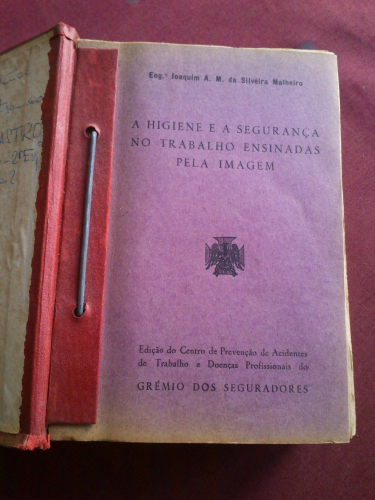 Eng.º Joaquim A. M. da Silveira Malheiro
A HIGIENE E A SEGURANÇA
NO TRABALHO ENSINADAS
PELA IMAGEM
Edição do Centro de Prevenção de Acidentes
de Trabalho e Doenças Profissionais do
GRÉMIO DOS SEGURADORES